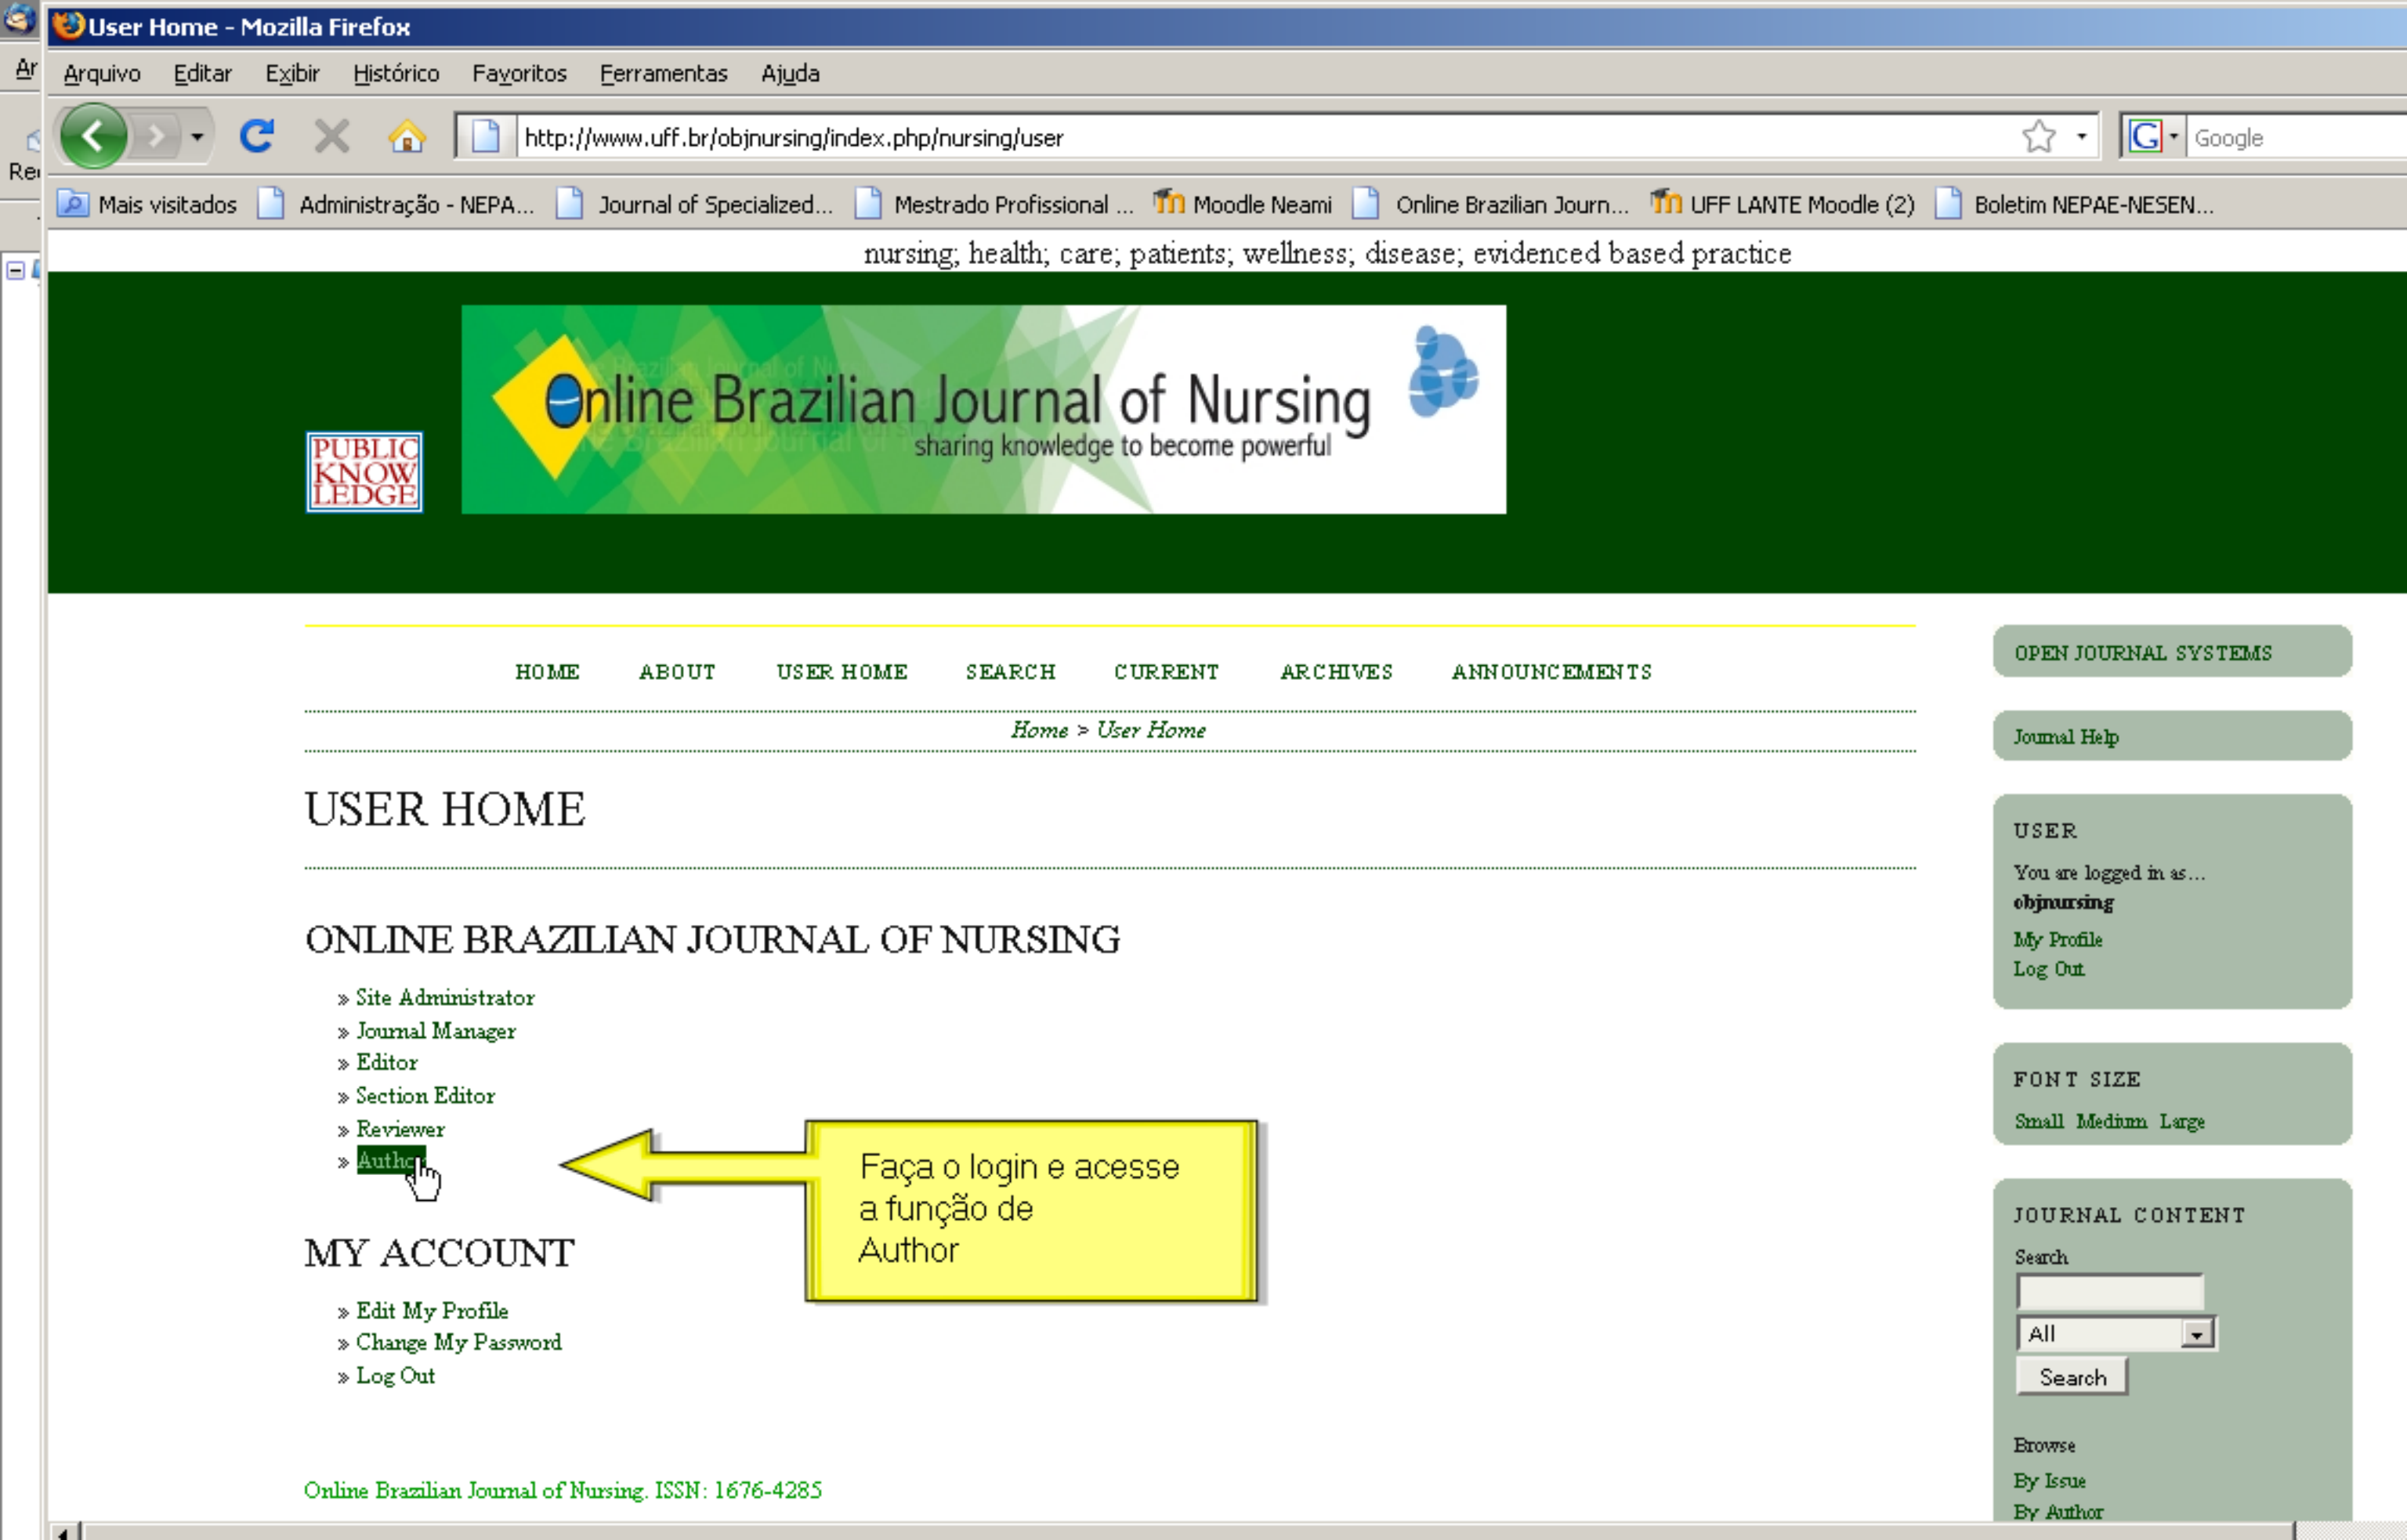 User Home - Mozilla Firefox
Arquivo Editar Exibir Histórico Favoritos Ferramentas Ajuda
http://www.uff.br/objnursing/index.php/nursing/user
Google
Mais visitados Administração - NEPA... Journal of Specialized... Mestrado Profissional ... Moodle Neami Online Brazilian Journ... UFF LANTE Moodle (2) Boletim NEPAE-NESEN...
nursing; health; care; patients; wellness; disease; evidenced based practice
Online Brazilian Journal of Nursing
sharing knowledge to become powerful
PUBLIC
KNOW
LEDGE
HOME ABOUT USER HOME SEARCH CURRENT ARCHIVES ANNOUNCEMENTS
Home > User Home
USER HOME
ONLINE BRAZILIAN JOURNAL OF NURSING
» Site Administrator
» Journal Manager
» Editor
» Section Editor
» Reviewer
» Author
Faça o login e acesse
a função de
Author
MY ACCOUNT
» Edit My Profile
» Change My Password
» Log Out
Online Brazilian Journal of Nursing. ISSN: 1676-4285
OPEN JOURNAL SYSTEMS
Journal Help
USER
You are logged in as...
objnursing
My Profile
Log Out
FONT SIZE
Small Medium Large
JOURNAL CONTENT
Search
All
Search
Browse
By Issue
By Author